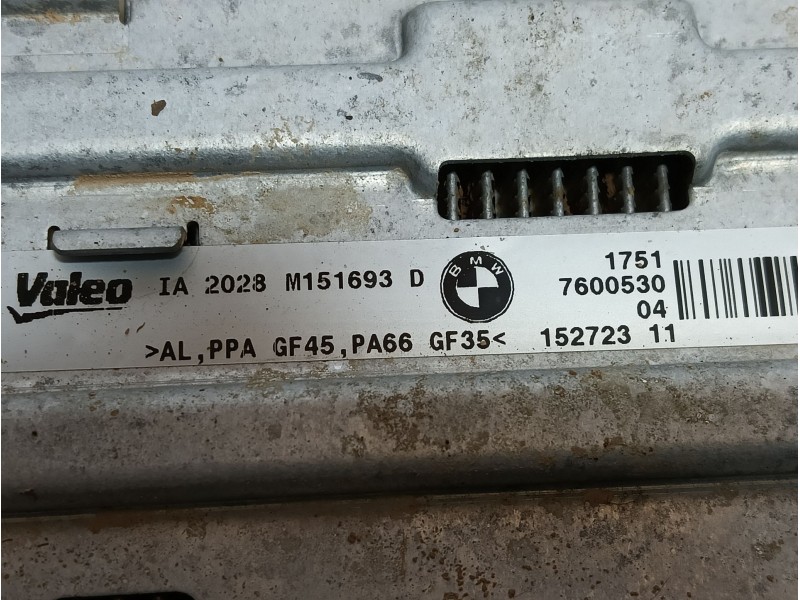 Valeo IA 2028 M151693 D BMW 1751
7600530
04
>AL,PPA GF45,PA66 GF35< 152723 11